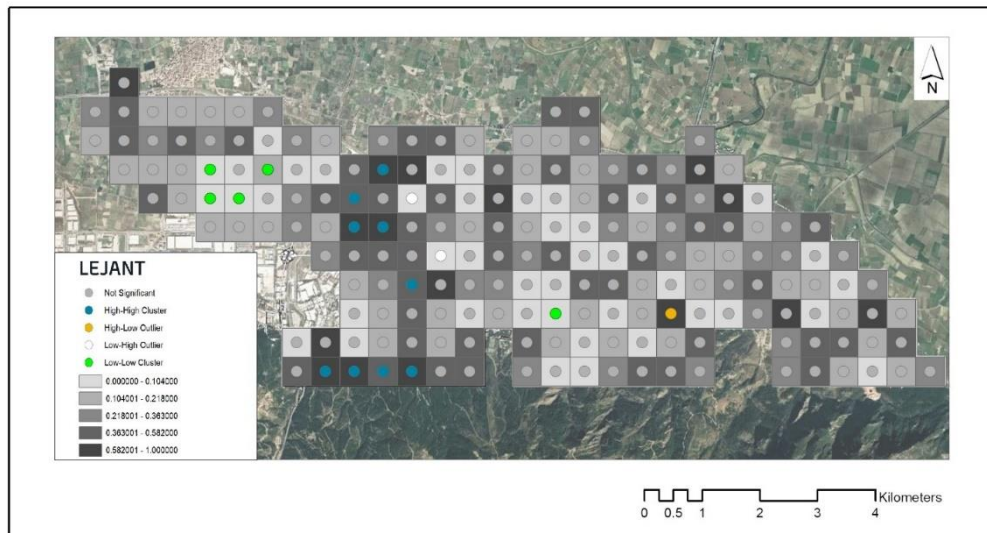 N
LEJANT
Not Significant
High-High Cluster
High-Low Outlier
Low-High Outlier
Low-Low Cluster
0.000000 - 0.104000
0.104001 - 0.218000
0.218001 - 0.363000
0.363001 - 0.582000
0.582001 - 1.000000
Kilometers
0 0.5 1 2 3 4